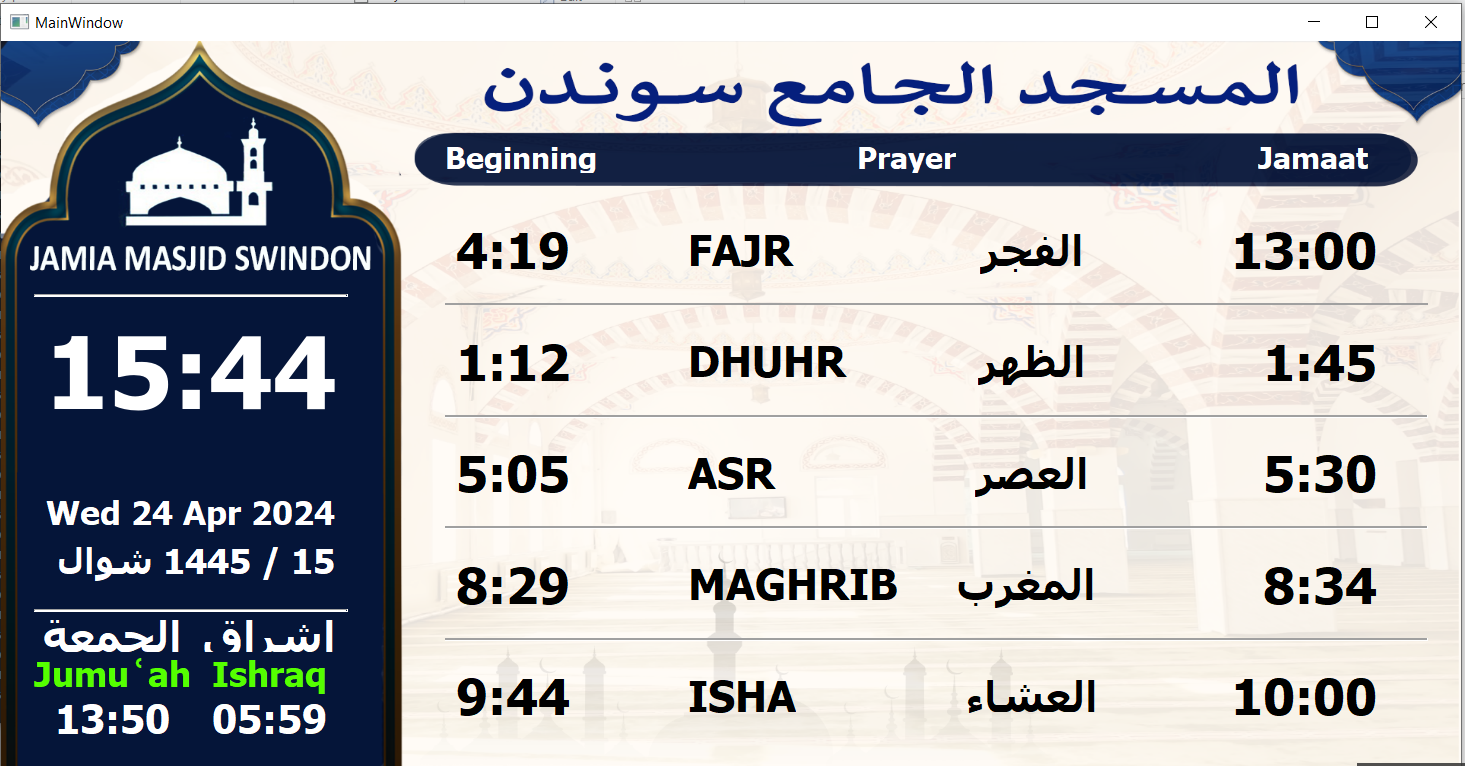 MainWindow
المسجد الجامع سوندن
Beginning Prayer Jamaat
JAMIA MASJID SWINDON
15:44
Wed 24 Apr 2024
15 / 1445 شوال
اشراق الجمعة
Jumuʿah Ishraq
13:50 05:59
4:19 FAJR الفجر 13:00
1:12 DHUHR الظهر 1:45
5:05 ASR العصر 5:30
8:29 MAGHRIB المغرب 8:34
9:44 ISHA العشاء 10:00